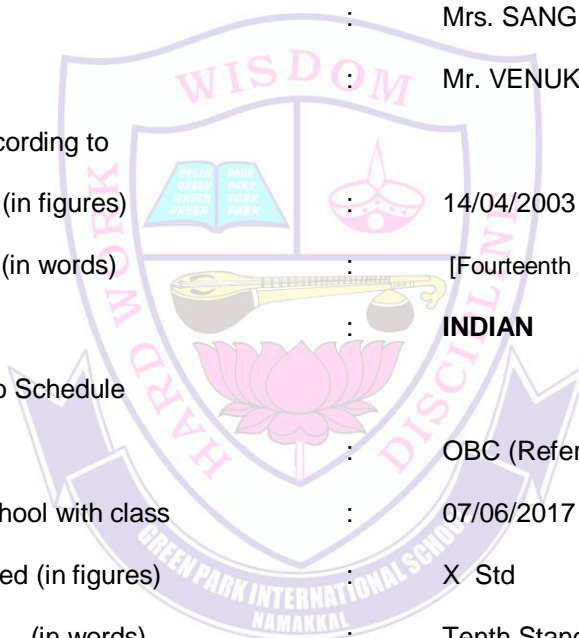 : Mrs. SANG
: Mr. VENUK
cording to
(in figures) : 14/04/2003
(in words) : [Fourteenth
: INDIAN
o Schedule
: OBC (Refer
hool with class : 07/06/2017
ed (in figures) : X Std
(in words) : Tenth Stand
WISDOM
HARD WORK
DISCIPLINE
GREEN PARK
GREEN PARK
GREEN PARK
GREEN PARK
GREEN PARK INTERNATIONAL SCHOOL
NAMAKKAL